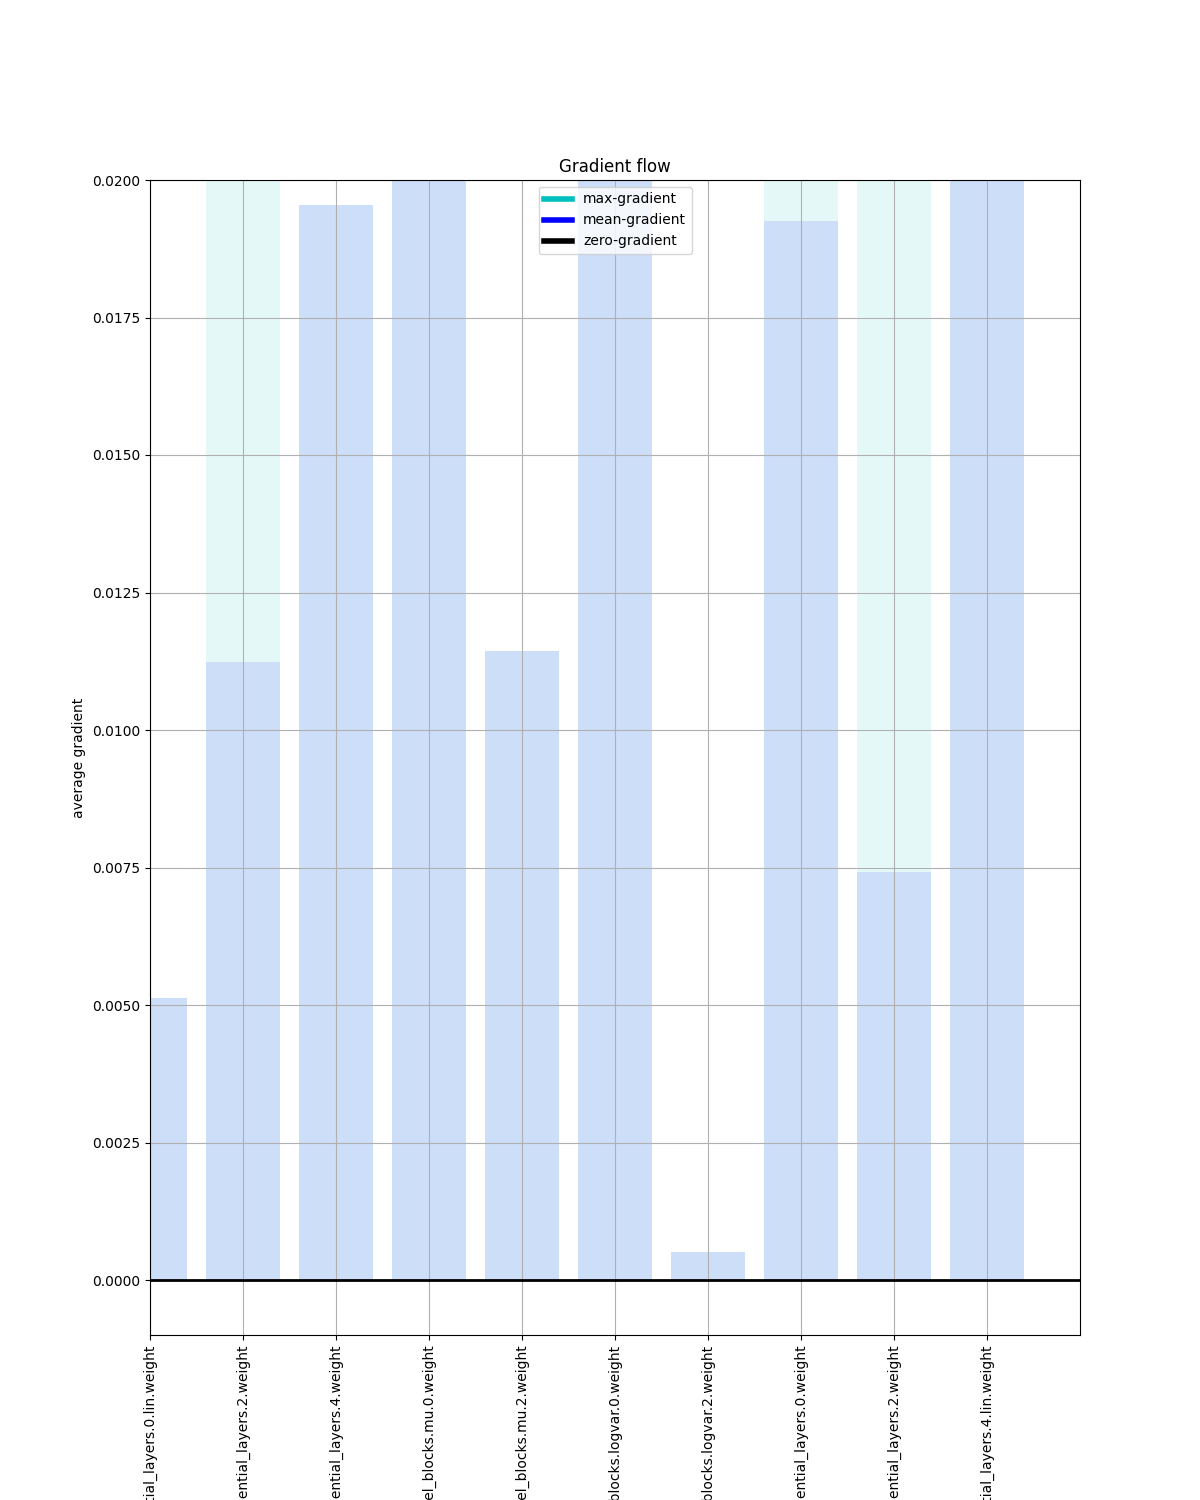 Gradient flow
max-gradient
mean-gradient
zero-gradient
0.0200
0.0175
0.0150
0.0125
0.0100
0.0075
0.0050
0.0025
0.0000
average gradient
tial_layers.0.lin.weight
ential_layers.2.weight
ential_layers.4.weight
el_blocks.mu.0.weight
el_blocks.mu.2.weight
blocks.logvar.0.weight
blocks.logvar.2.weight
ential_layers.0.weight
ential_layers.2.weight
tial_layers.4.lin.weight